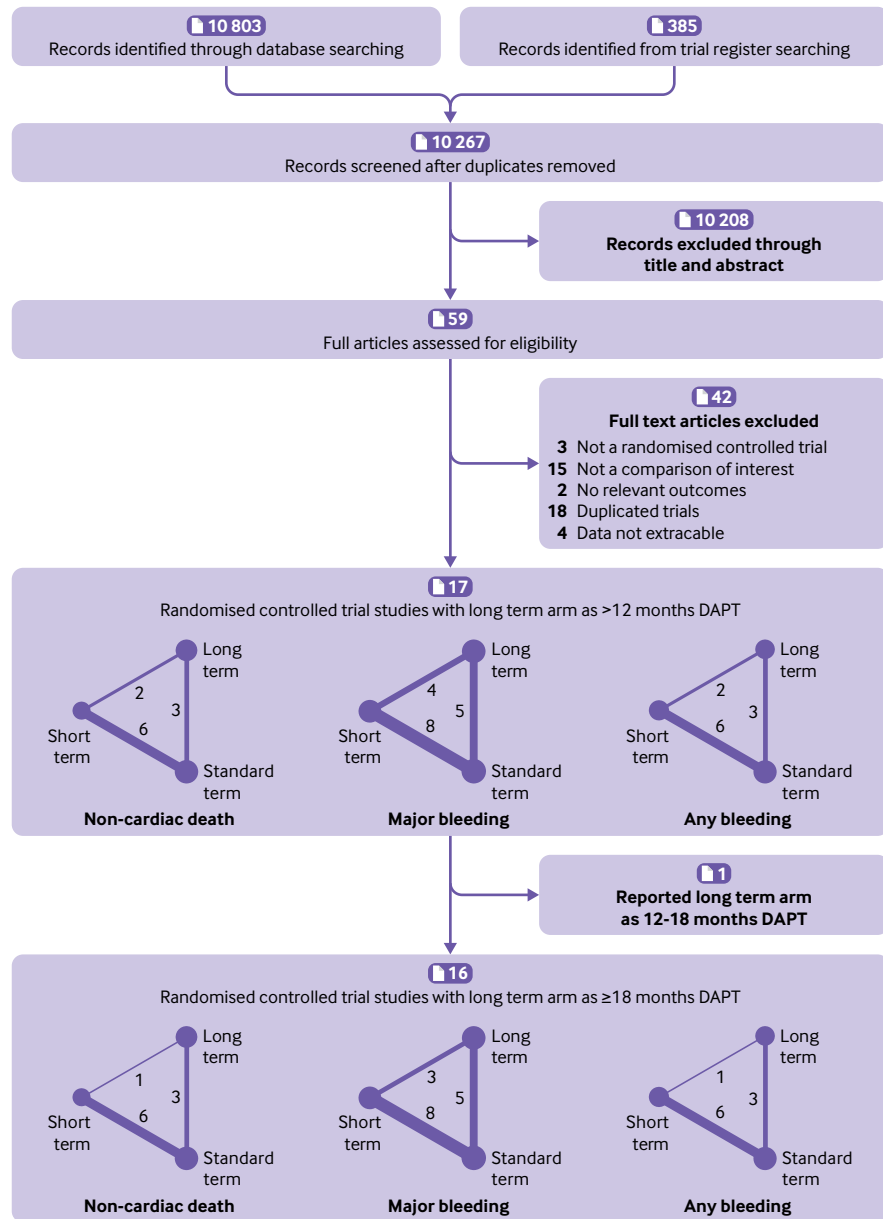 10 803
Records identified through database searching
385
Records identified from trial register searching
10 267
Records screened after duplicates removed
10 208
Records excluded through
title and abstract
59
Full articles assessed for eligibility
42
Full text articles excluded
3 Not a randomised controlled trial
15 Not a comparison of interest
2 No relevant outcomes
18 Duplicated trials
4 Data not extracable
17
Randomised controlled trial studies with long term arm as >12 months DAPT
Long
term
2
3
6
Short
term
Standard
term
Non-cardiac death
Long
term
4
5
8
Short
term
Standard
term
Major bleeding
Long
term
2
3
6
Short
term
Standard
term
Any bleeding
1
Reported long term arm
as 12-18 months DAPT
16
Randomised controlled trial studies with long term arm as ≥18 months DAPT
Long
term
1
3
6
Short
term
Standard
term
Non-cardiac death
Long
term
3
5
8
Short
term
Standard
term
Major bleeding
Long
term
1
3
6
Short
term
Standard
term
Any bleeding